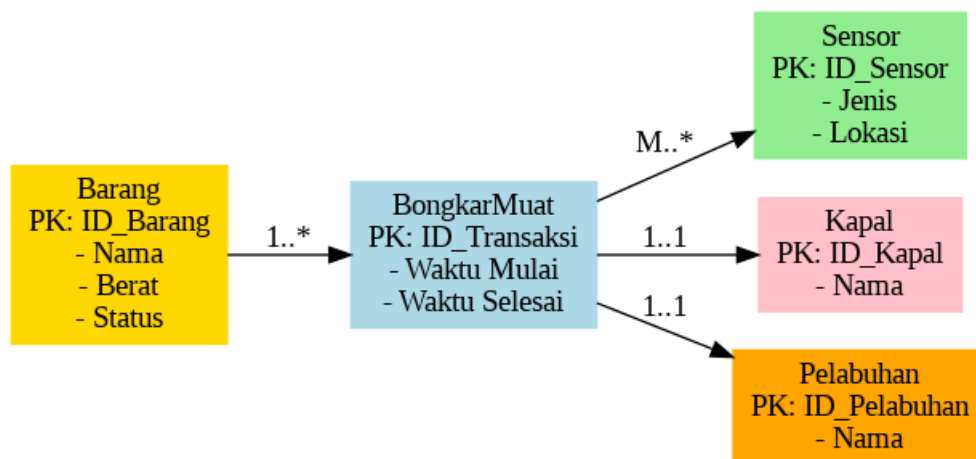 Barang
PK: ID_Barang
- Nama
- Berat
- Status
1..*
BongkarMuat
PK: ID_Transaksi
- Waktu Mulai
- Waktu Selesai
M..*
Sensor
PK: ID_Sensor
- Jenis
- Lokasi
1..1
Kapal
PK: ID_Kapal
- Nama
1..1
Pelabuhan
PK: ID_Pelabuhan
- Nama